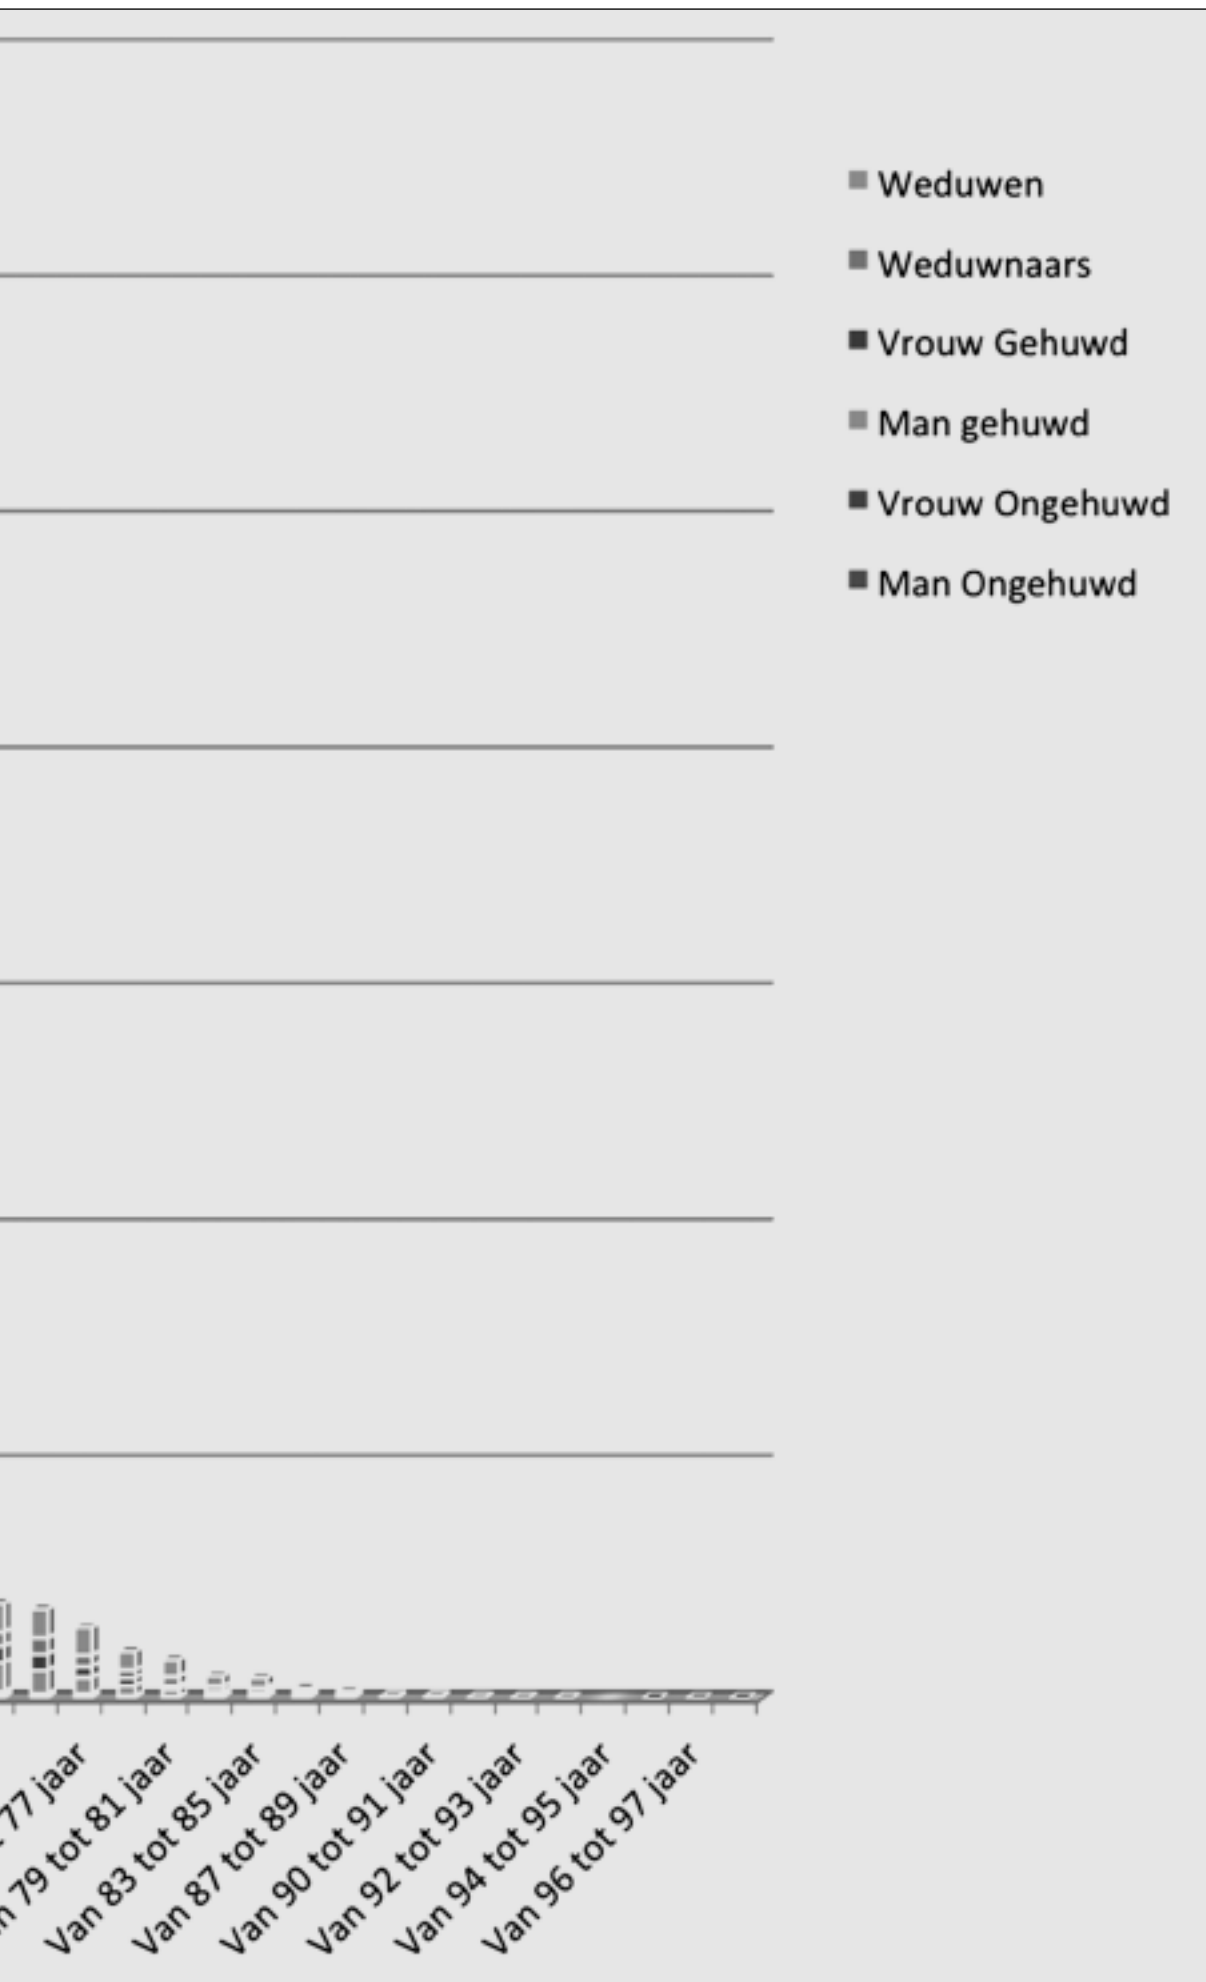 Weduwen
Weduwnaars
Vrouw Gehuwd
Man gehuwd
Vrouw Ongehuwd
Man Ongehuwd
77 jaar
79 tot 81 jaar
Van 83 tot 85 jaar
Van 87 tot 89 jaar
Van 90 tot 91 jaar
Van 92 tot 93 jaar
Van 94 tot 95 jaar
Van 96 tot 97 jaar